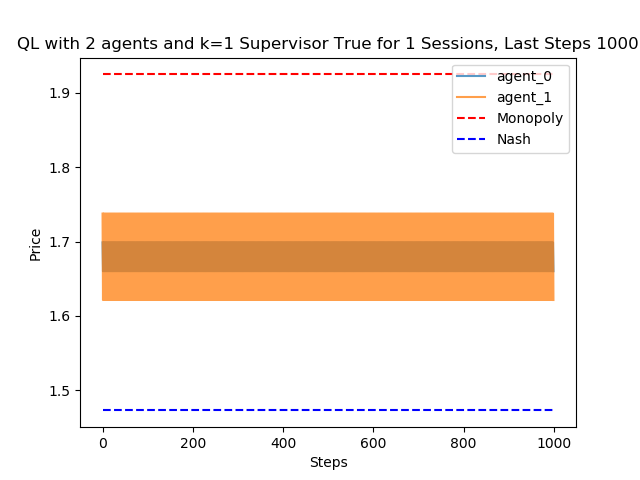 QL with 2 agents and k=1 Supervisor True for 1 Sessions, Last Steps 1000
agent_0
agent_1
Monopoly
Nash
1.9
1.8
1.7
1.6
1.5
Price
0 200 400 600 800 1000
Steps